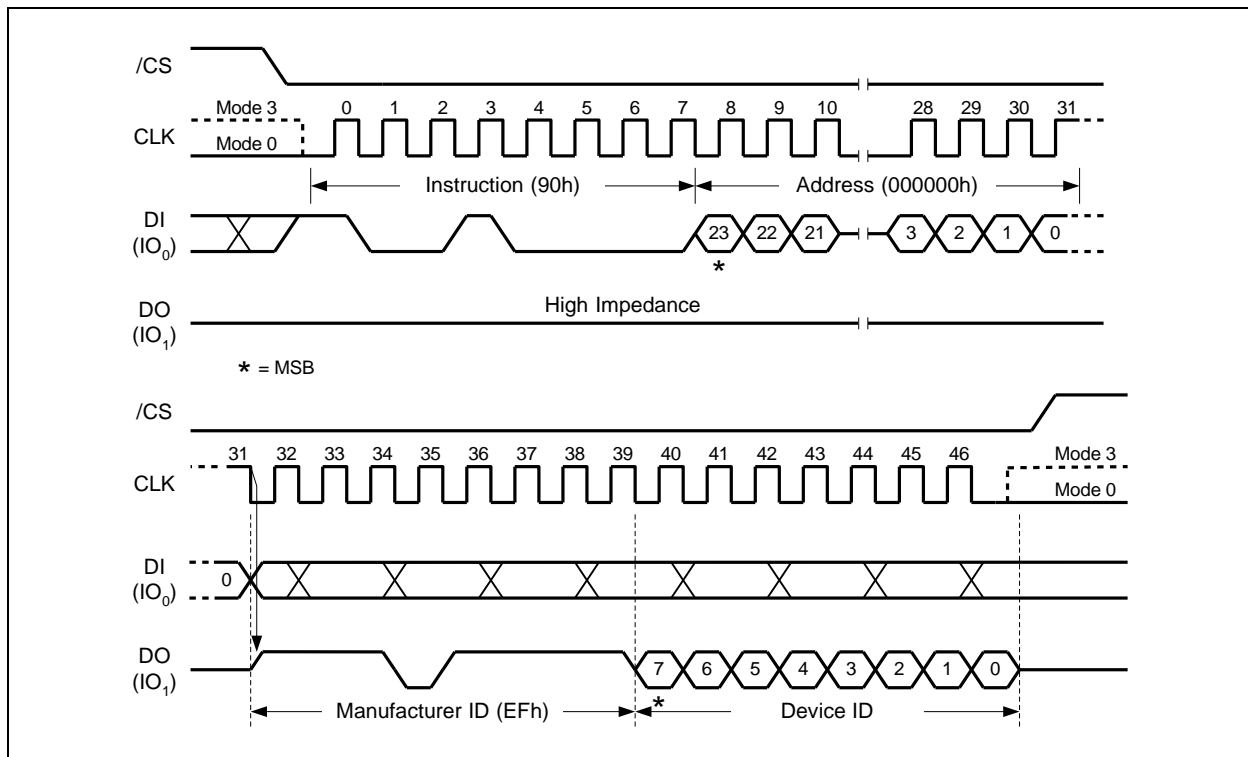 /CS
Mode 3
0 1 2 3 4 5 6 7 8 9 10 28 29 30 31
CLK
Mode 0
Instruction (90h) Address (000000h)
DI
(IO0)
23 22 21 3 2 1 0
*
High Impedance
DO
(IO1)
* = MSB
/CS
31 32 33 34 35 36 37 38 39 40 41 42 43 44 45 46 Mode 3
CLK
Mode 0
DI
(IO0)
0
DO
(IO1)
7 6 5 4 3 2 1 0
*
Manufacturer ID (EFh) Device ID